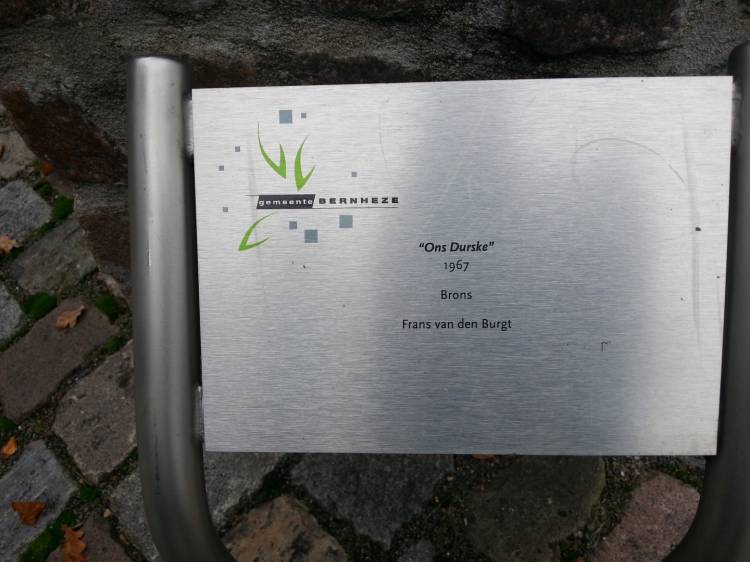 gemeente BERNHEZE
"Ons Durske"
1967
Brons
Frans van den Burgt